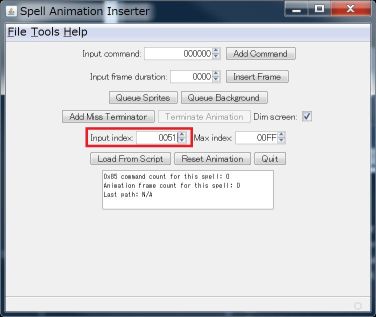 Spell Animation Inserter
File Tools Help
Input command: 000000 Add Command
Input frame duration: 0000 Insert Frame
Queue Sprites Queue Background
Add Miss Terminator Terminate Animation Dim screen:
Input index: 0051 Max index: 00FF
Load From Script Reset Animation Quit
0x85 command count for this spell: 0
Animation frame count for this spell: 0
Last path: N/A